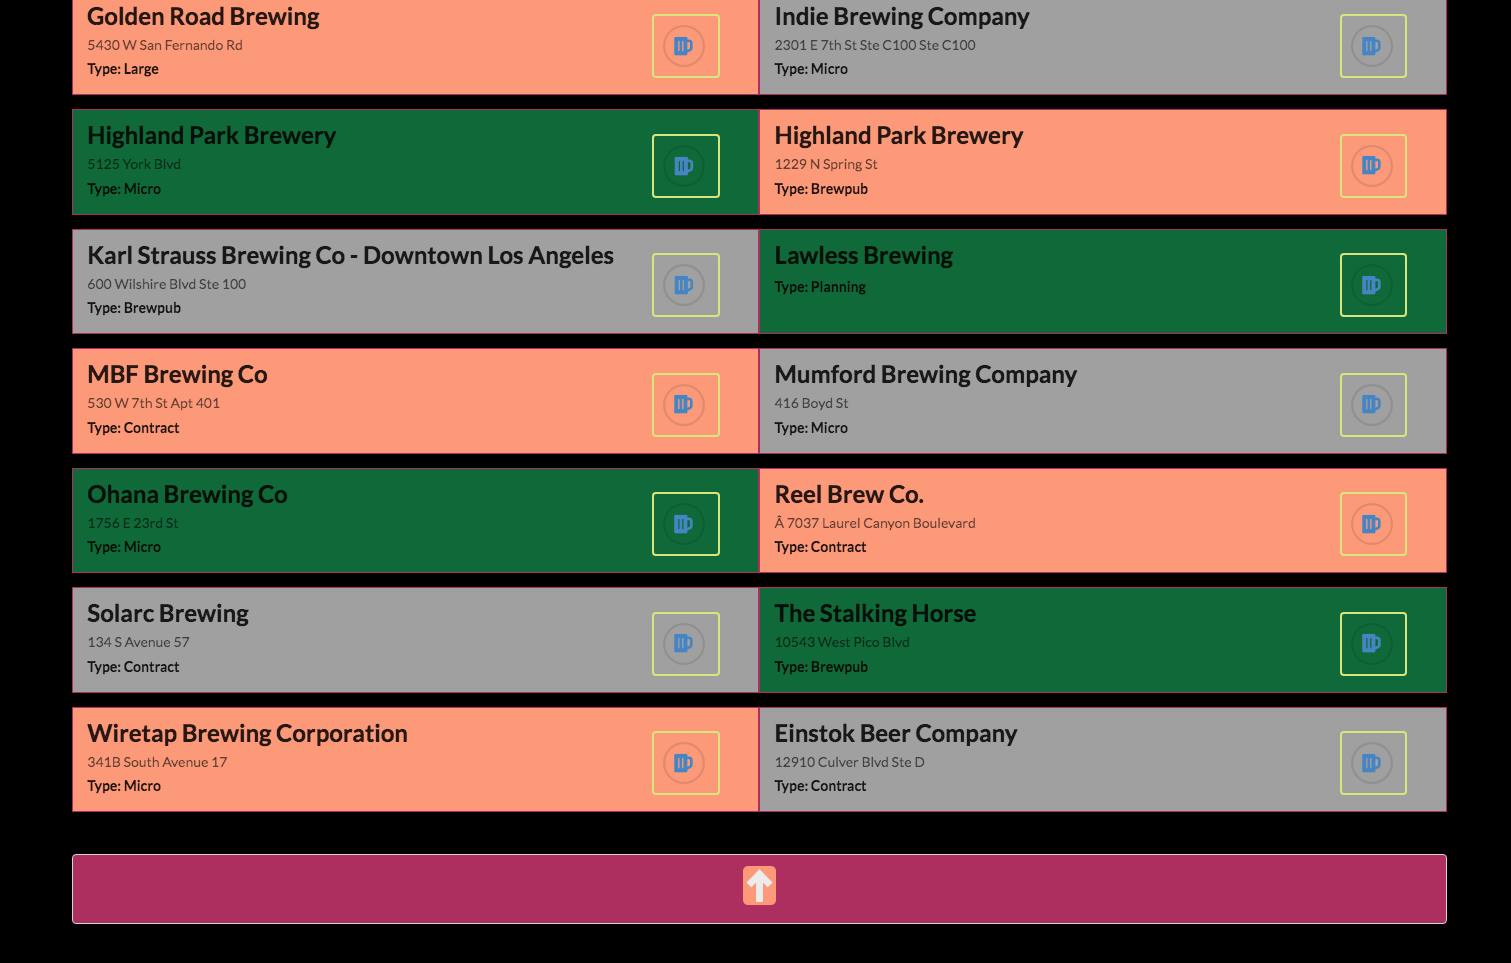 Golden Road Brewing
5430 W San Fernando Rd
Type: Large
Indie Brewing Company
2301 E 7th St Ste C100 Ste C100
Type: Micro
Highland Park Brewery
5125 York Blvd
Type: Micro
Highland Park Brewery
1229 N Spring St
Type: Brewpub
Karl Strauss Brewing Co - Downtown Los Angeles
600 Wilshire Blvd Ste 100
Type: Brewpub
Lawless Brewing
Type: Planning
MBF Brewing Co
530 W 7th St Apt 401
Type: Contract
Mumford Brewing Company
416 Boyd St
Type: Micro
Ohana Brewing Co
1756 E 23rd St
Type: Micro
Reel Brew Co.
Â 7037 Laurel Canyon Boulevard
Type: Contract
Solarc Brewing
134 S Avenue 57
Type: Contract
The Stalking Horse
10543 West Pico Blvd
Type: Brewpub
Wiretap Brewing Corporation
341B South Avenue 17
Type: Micro
Einstok Beer Company
12910 Culver Blvd Ste D
Type: Contract